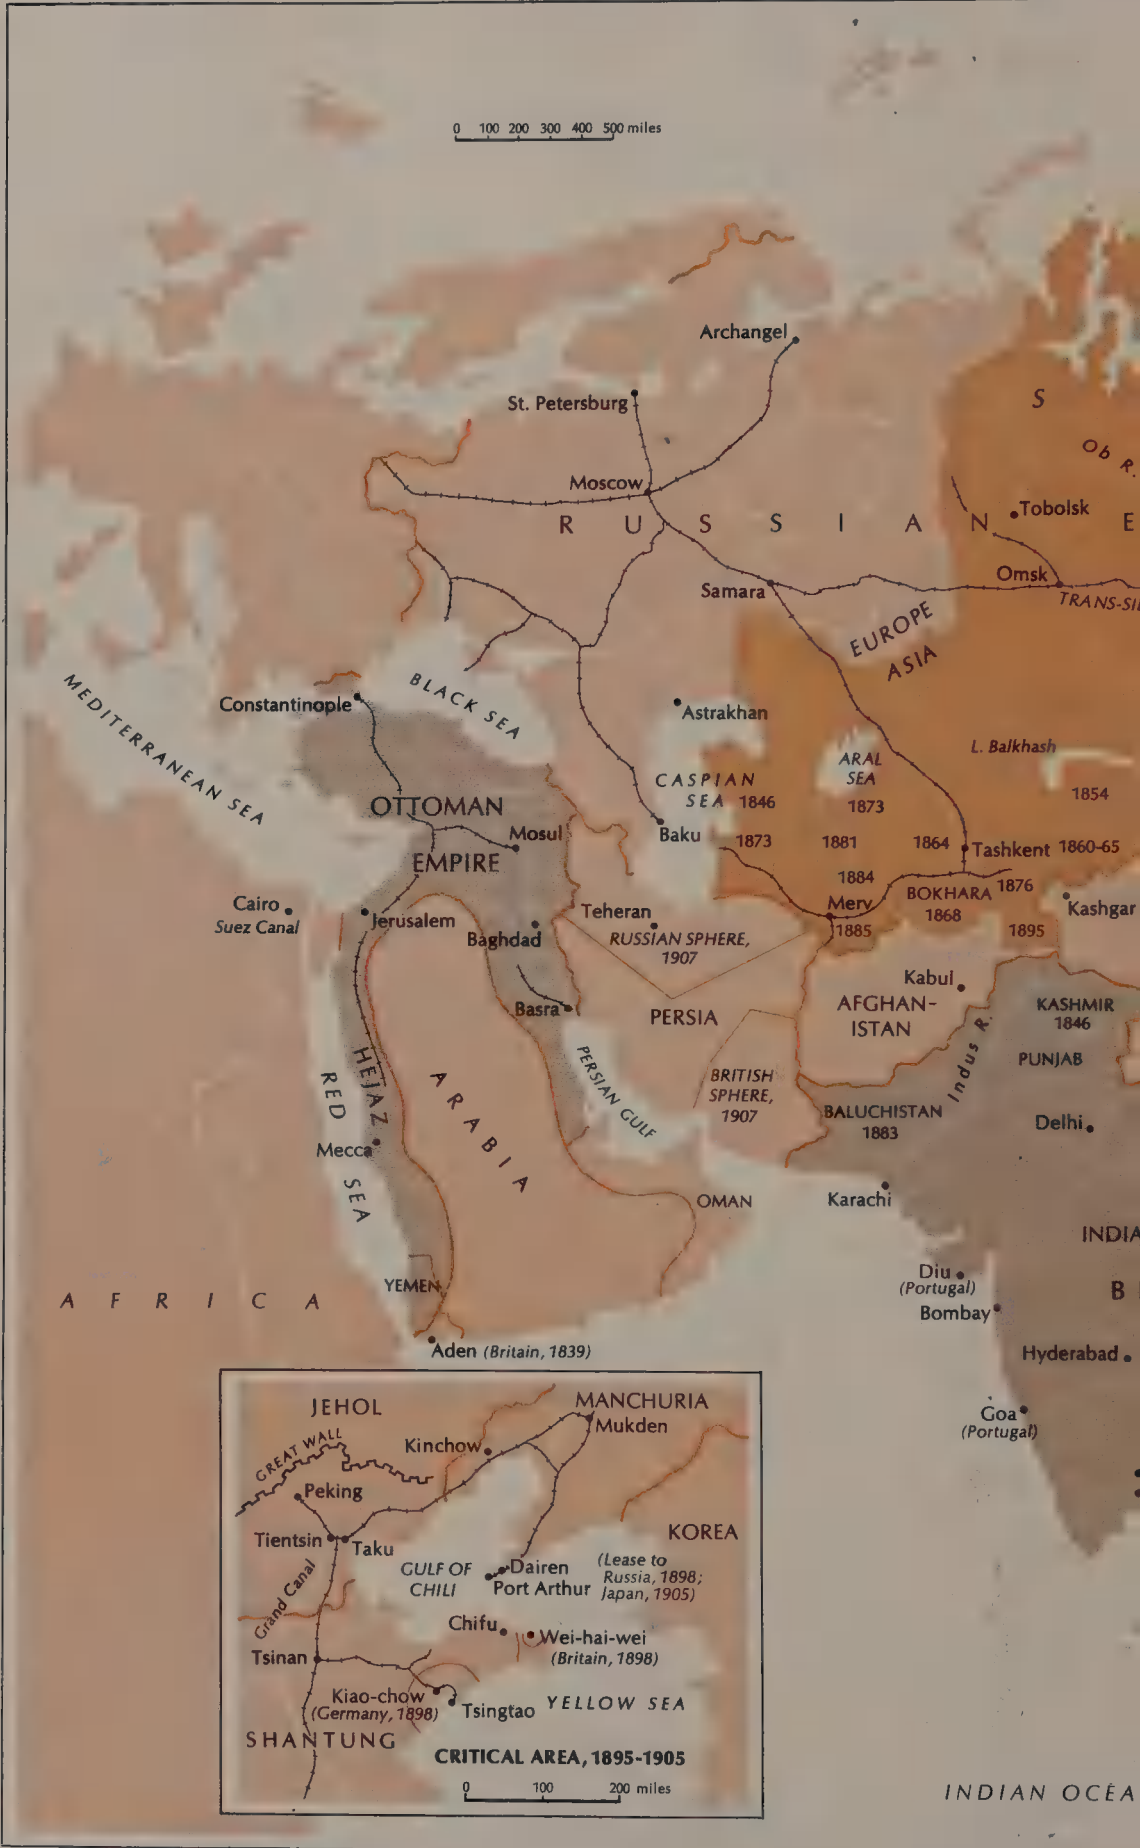 0 100 200 300 400 500 miles
Archangel
St. Petersburg
S
Ob R.
Moscow
Tobolsk
RUSSIAN E
Omsk
Samara
TRANS-SI
EUROPE
ASIA
MEDITERRANEAN SEA
Constantinople
BLACK SEA
Astrakhan
L. Balkhash
ARAL
SEA
1873
CASPIAN
SEA 1846
1854
OTTOMAN
EMPIRE
Mosul
Baku
1873
1881
1864
Tashkent 1860-65
1884
BOKHARA
1868
1876
Merv
1885
1895
Kashgar
Cairo
Suez Canal
Jerusalem
Baghdad
Teheran
RUSSIAN SPHERE,
1907
Kabul
AFGHAN-
ISTAN
Basra
PERSIA
KASHMIR
1846
Indus R.
PUNJAB
HEJAZ
RED SEA
ARABIA
PERSIAN GULF
BRITISH
SPHERE,
1907
BALUCHISTAN
1883
Delhi
Mecca
OMAN
Karachi
INDIA
YEMEN
Diu
(Portugal)
B
Bombay
AFRICA
Aden (Britain, 1839)
Hyderabad
Goa
(Portugal)
JEHOL
MANCHURIA
Mukden
GREAT WALL
Kinchow
Peking
Tientsin
Taku
KOREA
GULF OF
CHILI
Dairen
Port Arthur
(Lease to
Russia, 1898;
Japan, 1905)
Grand Canal
Chifu
Wei-hai-wei
(Britain, 1898)
Tsinan
Kiao-chow
(Germany, 1898)
Tsingtao
YELLOW SEA
SHANTUNG
CRITICAL AREA, 1895-1905
0 100 200 miles
INDIAN OCEA